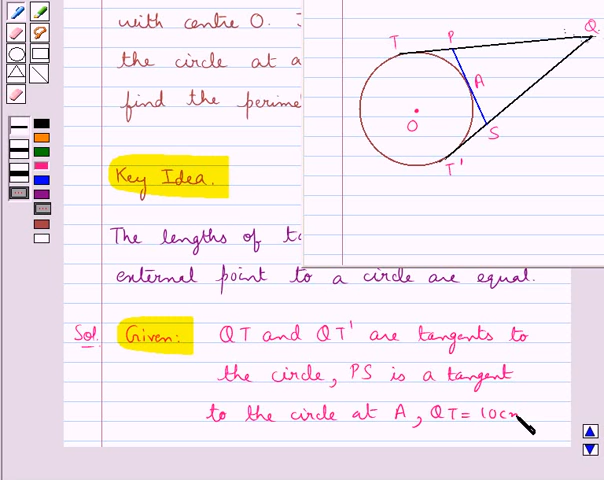 with centre O.
the circle at a
find the perime
T P Q
A
O
S
T'
Key Idea.
The lengths of ta
external point to a circle are equal.
Sol. Given: QT and QT' are tangents to
the circle, PS is a tangent
to the circle at A, QT = 10cm